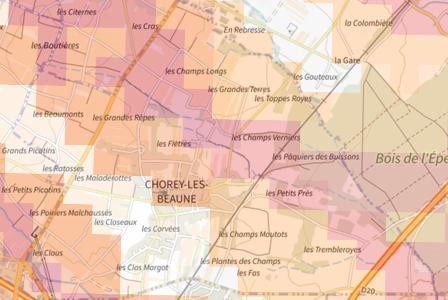 les Citernes
les Cras
En Rebresse
la Colombière
les Boutières
la Gare
les Champs Longs
les Gouteaux
les Grandes Terres
les Toppes Royes
les Beaumonts
les Grandes Rêpes
les Champs Verniers
les Flêtres
Grands Picotins
les Pâquiers des Buissons
Bois de l'Épe
les Ratosses
les Maladérottes
CHOREY-LES-
BEAUNE
les Petits Picotins
les Petits Prés
les Poiriers Malchaussés
les Closeaux
les Corvées
les Champs Moutots
les Trembleroyes
les Clous
les Clos Margot
les Plantes des Champs
les Fas
D20